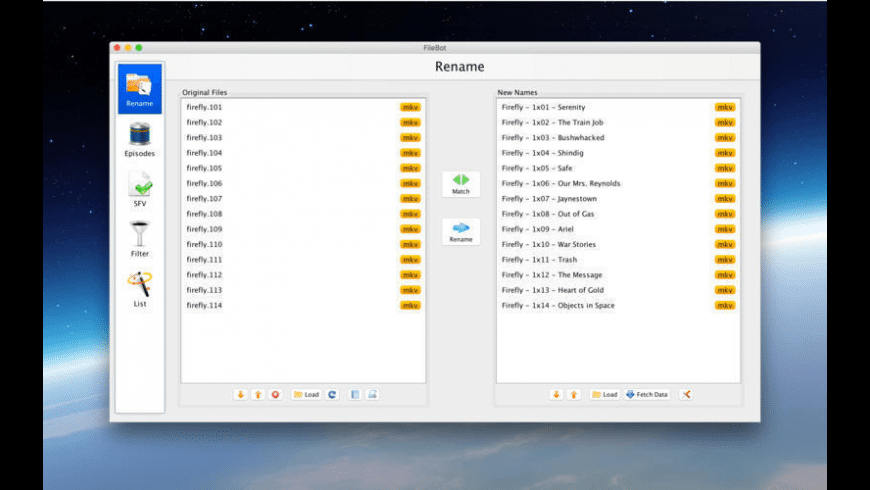 FileBot
Rename
Rename
Episodes
SFV
Filter
List
Original Files
firefly.101 mkv
firefly.102 mkv
firefly.103 mkv
firefly.104 mkv
firefly.105 mkv
firefly.106 mkv
firefly.107 mkv
firefly.108 mkv
firefly.109 mkv
firefly.110 mkv
firefly.111 mkv
firefly.112 mkv
firefly.113 mkv
firefly.114 mkv
Load
Match
Rename
New Names
Firefly - 1x01 - Serenity mkv
Firefly - 1x02 - The Train Job mkv
Firefly - 1x03 - Bushwhacked mkv
Firefly - 1x04 - Shindig mkv
Firefly - 1x05 - Safe mkv
Firefly - 1x06 - Our Mrs. Reynolds mkv
Firefly - 1x07 - Jaynestown mkv
Firefly - 1x08 - Out of Gas mkv
Firefly - 1x09 - Ariel mkv
Firefly - 1x10 - War Stories mkv
Firefly - 1x11 - Trash mkv
Firefly - 1x12 - The Message mkv
Firefly - 1x13 - Heart of Gold mkv
Firefly - 1x14 - Objects in Space mkv
Load Fetch Data